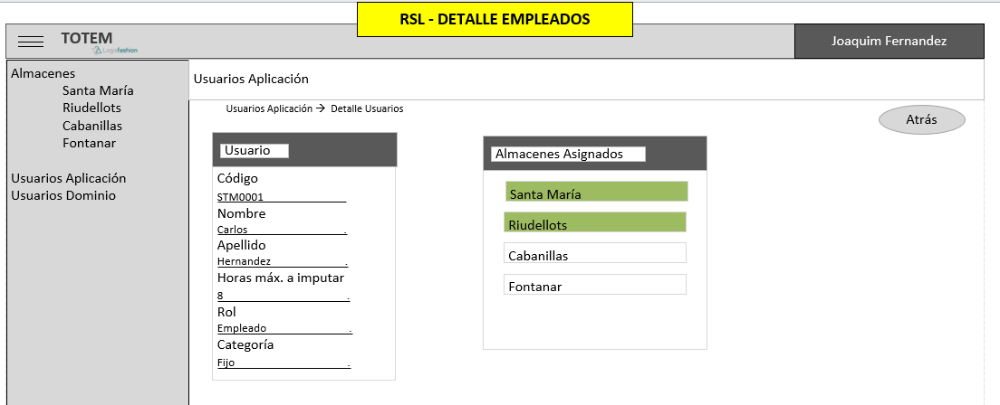 RSL - DETALLE EMPLEADOS
TOTEM
Logisfashion
Joaquim Fernandez
Almacenes
Santa María
Riudellots
Cabanillas
Fontanar
Usuarios Aplicación
Usuarios Dominio
Usuarios Aplicación
Usuarios Aplicación → Detalle Usuarios
Atrás
Usuario
Código
STM0001
Nombre
Carlos .
Apellido
Hernandez .
Horas máx. a imputar
8 .
Rol
Empleado .
Categoría
Fijo .
Almacenes Asignados
Santa María
Riudellots
Cabanillas
Fontanar